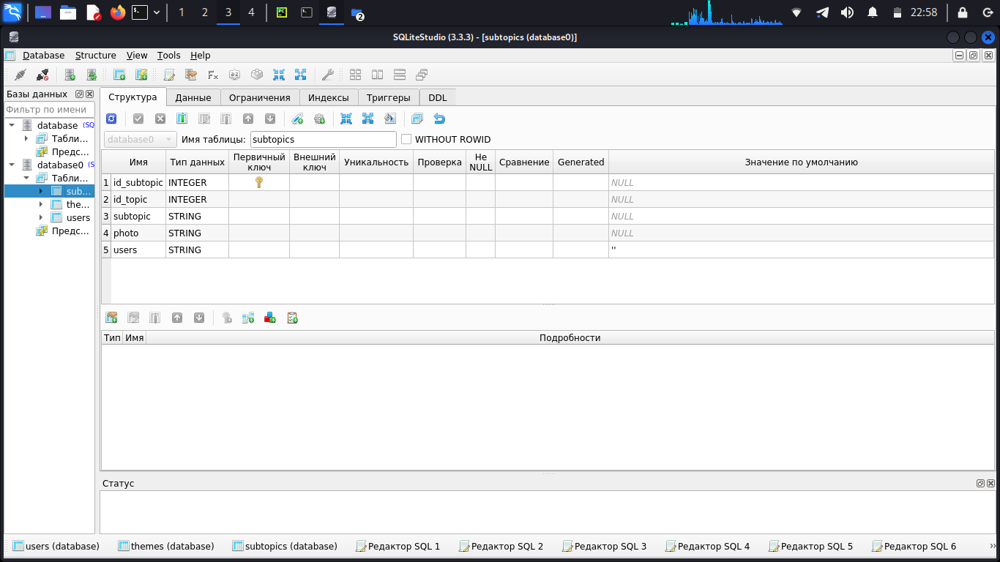 1 2 3 4 2 22:58
SQLiteStudio (3.3.3) - [subtopics (database0)]
Database Structure View Tools Help
Базы данных
Фильтр по имени
database (SQ
Табли...
Предс...
database0 (S
Табли...
sub...
the...
users
Предс...
Структура Данные Ограничения Индексы Триггеры DDL
database0 Имя таблицы: subtopics WITHOUT ROWID
Имя Тип данных Первичный ключ Внешний ключ Уникальность Проверка Не NULL Сравнение Generated Значение по умолчанию
1 id_subtopic INTEGER NULL
2 id_topic INTEGER NULL
3 subtopic STRING NULL
4 photo STRING NULL
5 users STRING ''
Тип Имя Подробности
Статус
users (database) themes (database) subtopics (database) Редактор SQL 1 Редактор SQL 2 Редактор SQL 3 Редактор SQL 4 Редактор SQL 5 Редактор SQL 6